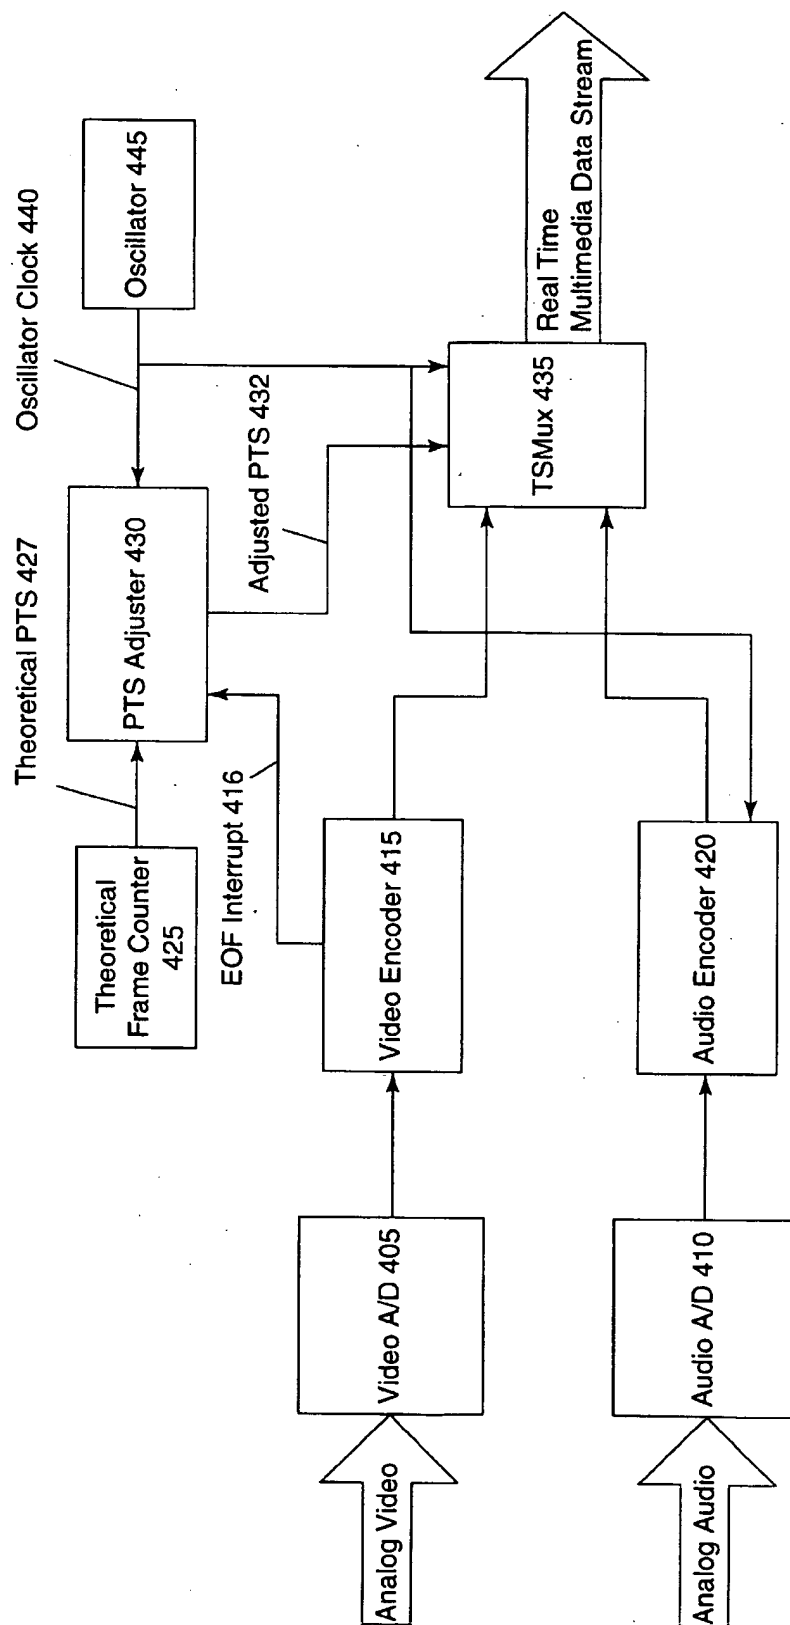 Oscillator Clock 440
Oscillator 445
Theoretical PTS 427
PTS Adjuster 430
Theoretical
Frame Counter
425
Adjusted PTS 432
EOF Interrupt 416
Real Time
Multimedia Data Stream
TSMux 435
Video Encoder 415
Audio Encoder 420
Video A/D 405
Audio A/D 410
Analog Video
Analog Audio